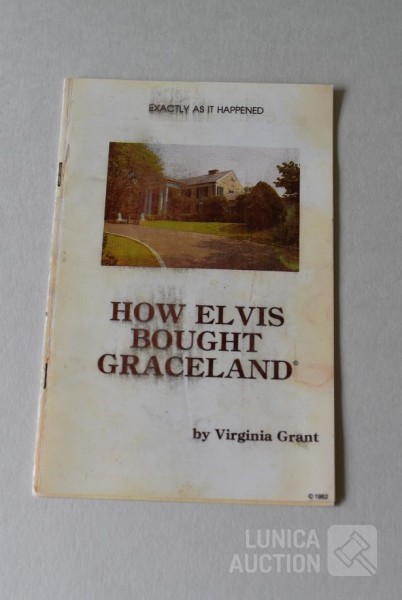 EXACTLY AS IT HAPPENED
HOW ELVIS
BOUGHT
GRACELAND©
by Virginia Grant
© 1982
LUNICA
AUCTION